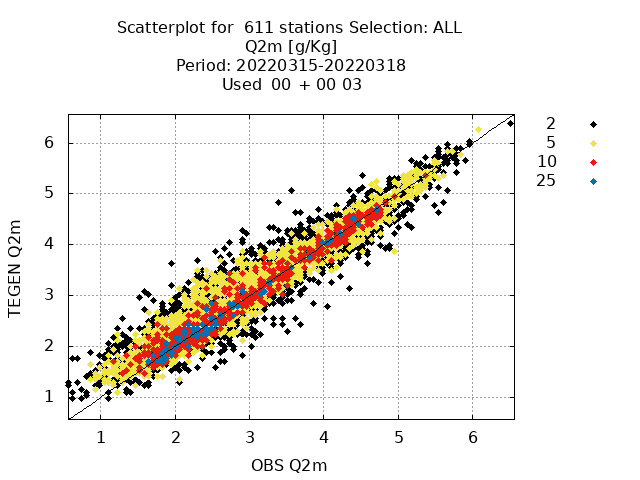 Scatterplot for  611 stations Selection: ALL
Q2m [g/Kg]
Period: 20220315-20220318
Used  00  + 00 03
2
5
10
25
6
5
4
3
2
1
TEGEN Q2m
1
2
3
4
5
6
OBS Q2m